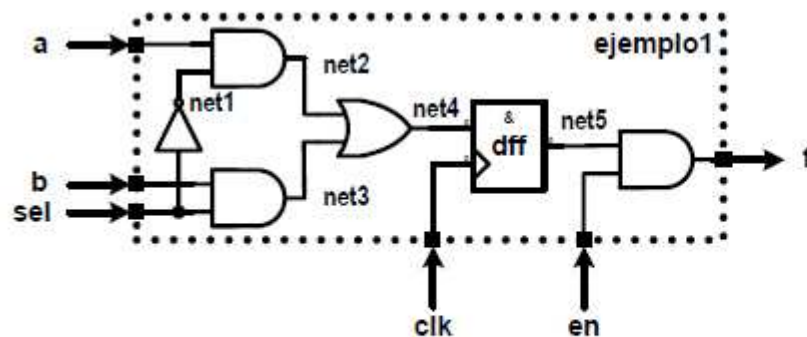 a
ejemplo1
net2
net1
net4
&
dff
net5
f
b
net3
sel
clk
en